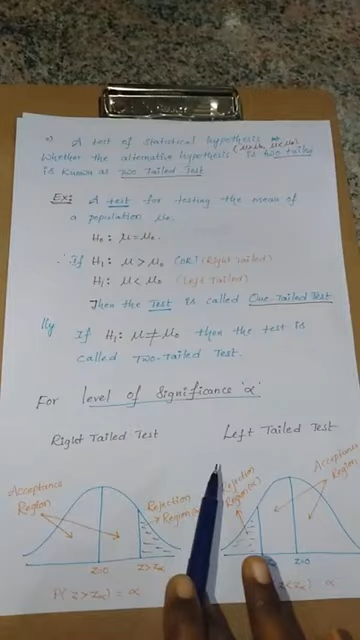 A test of statistical hypothesis
Whether the alternative hypothesis is two tailed
is known as Two Tailed Test
Ex: A test for testing the mean of
a population μ₀.
H₀ : μ = μ₀.
∴ If H₁ : μ > μ₀ (OR) (Right Tailed)
H₁ : μ < μ₀ (Left Tailed)
Then the Test is called One-Tailed Test
lly If H₁ : μ ≠ μ₀ then the test is
called Two-Tailed Test.
For level of Significance 'α'
Right Tailed Test
Left Tailed Test
Acceptance
Region
Rejection
Region
Z=0
Z>Zα
P(Z > Zα) = α
Rejection
Region(α)
Acceptance
Region
Z=0
α